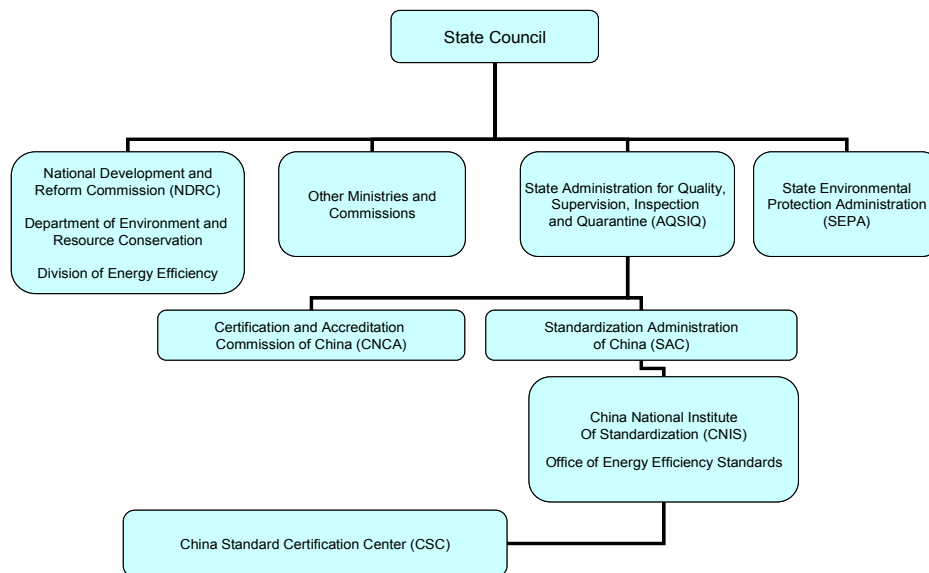 State Council
National Development and
Reform Commission (NDRC)
Department of Environment and
Resource Conservation
Division of Energy Efficiency
Other Ministries and
Commissions
State Administration for Quality,
Supervision, Inspection
and Quarantine (AQSIQ)
State Environmental
Protection Administration
(SEPA)
Certification and Accreditation
Commission of China (CNCA)
Standardization Administration
of China (SAC)
China National Institute
Of Standardization (CNIS)
Office of Energy Efficiency Standards
China Standard Certification Center (CSC)